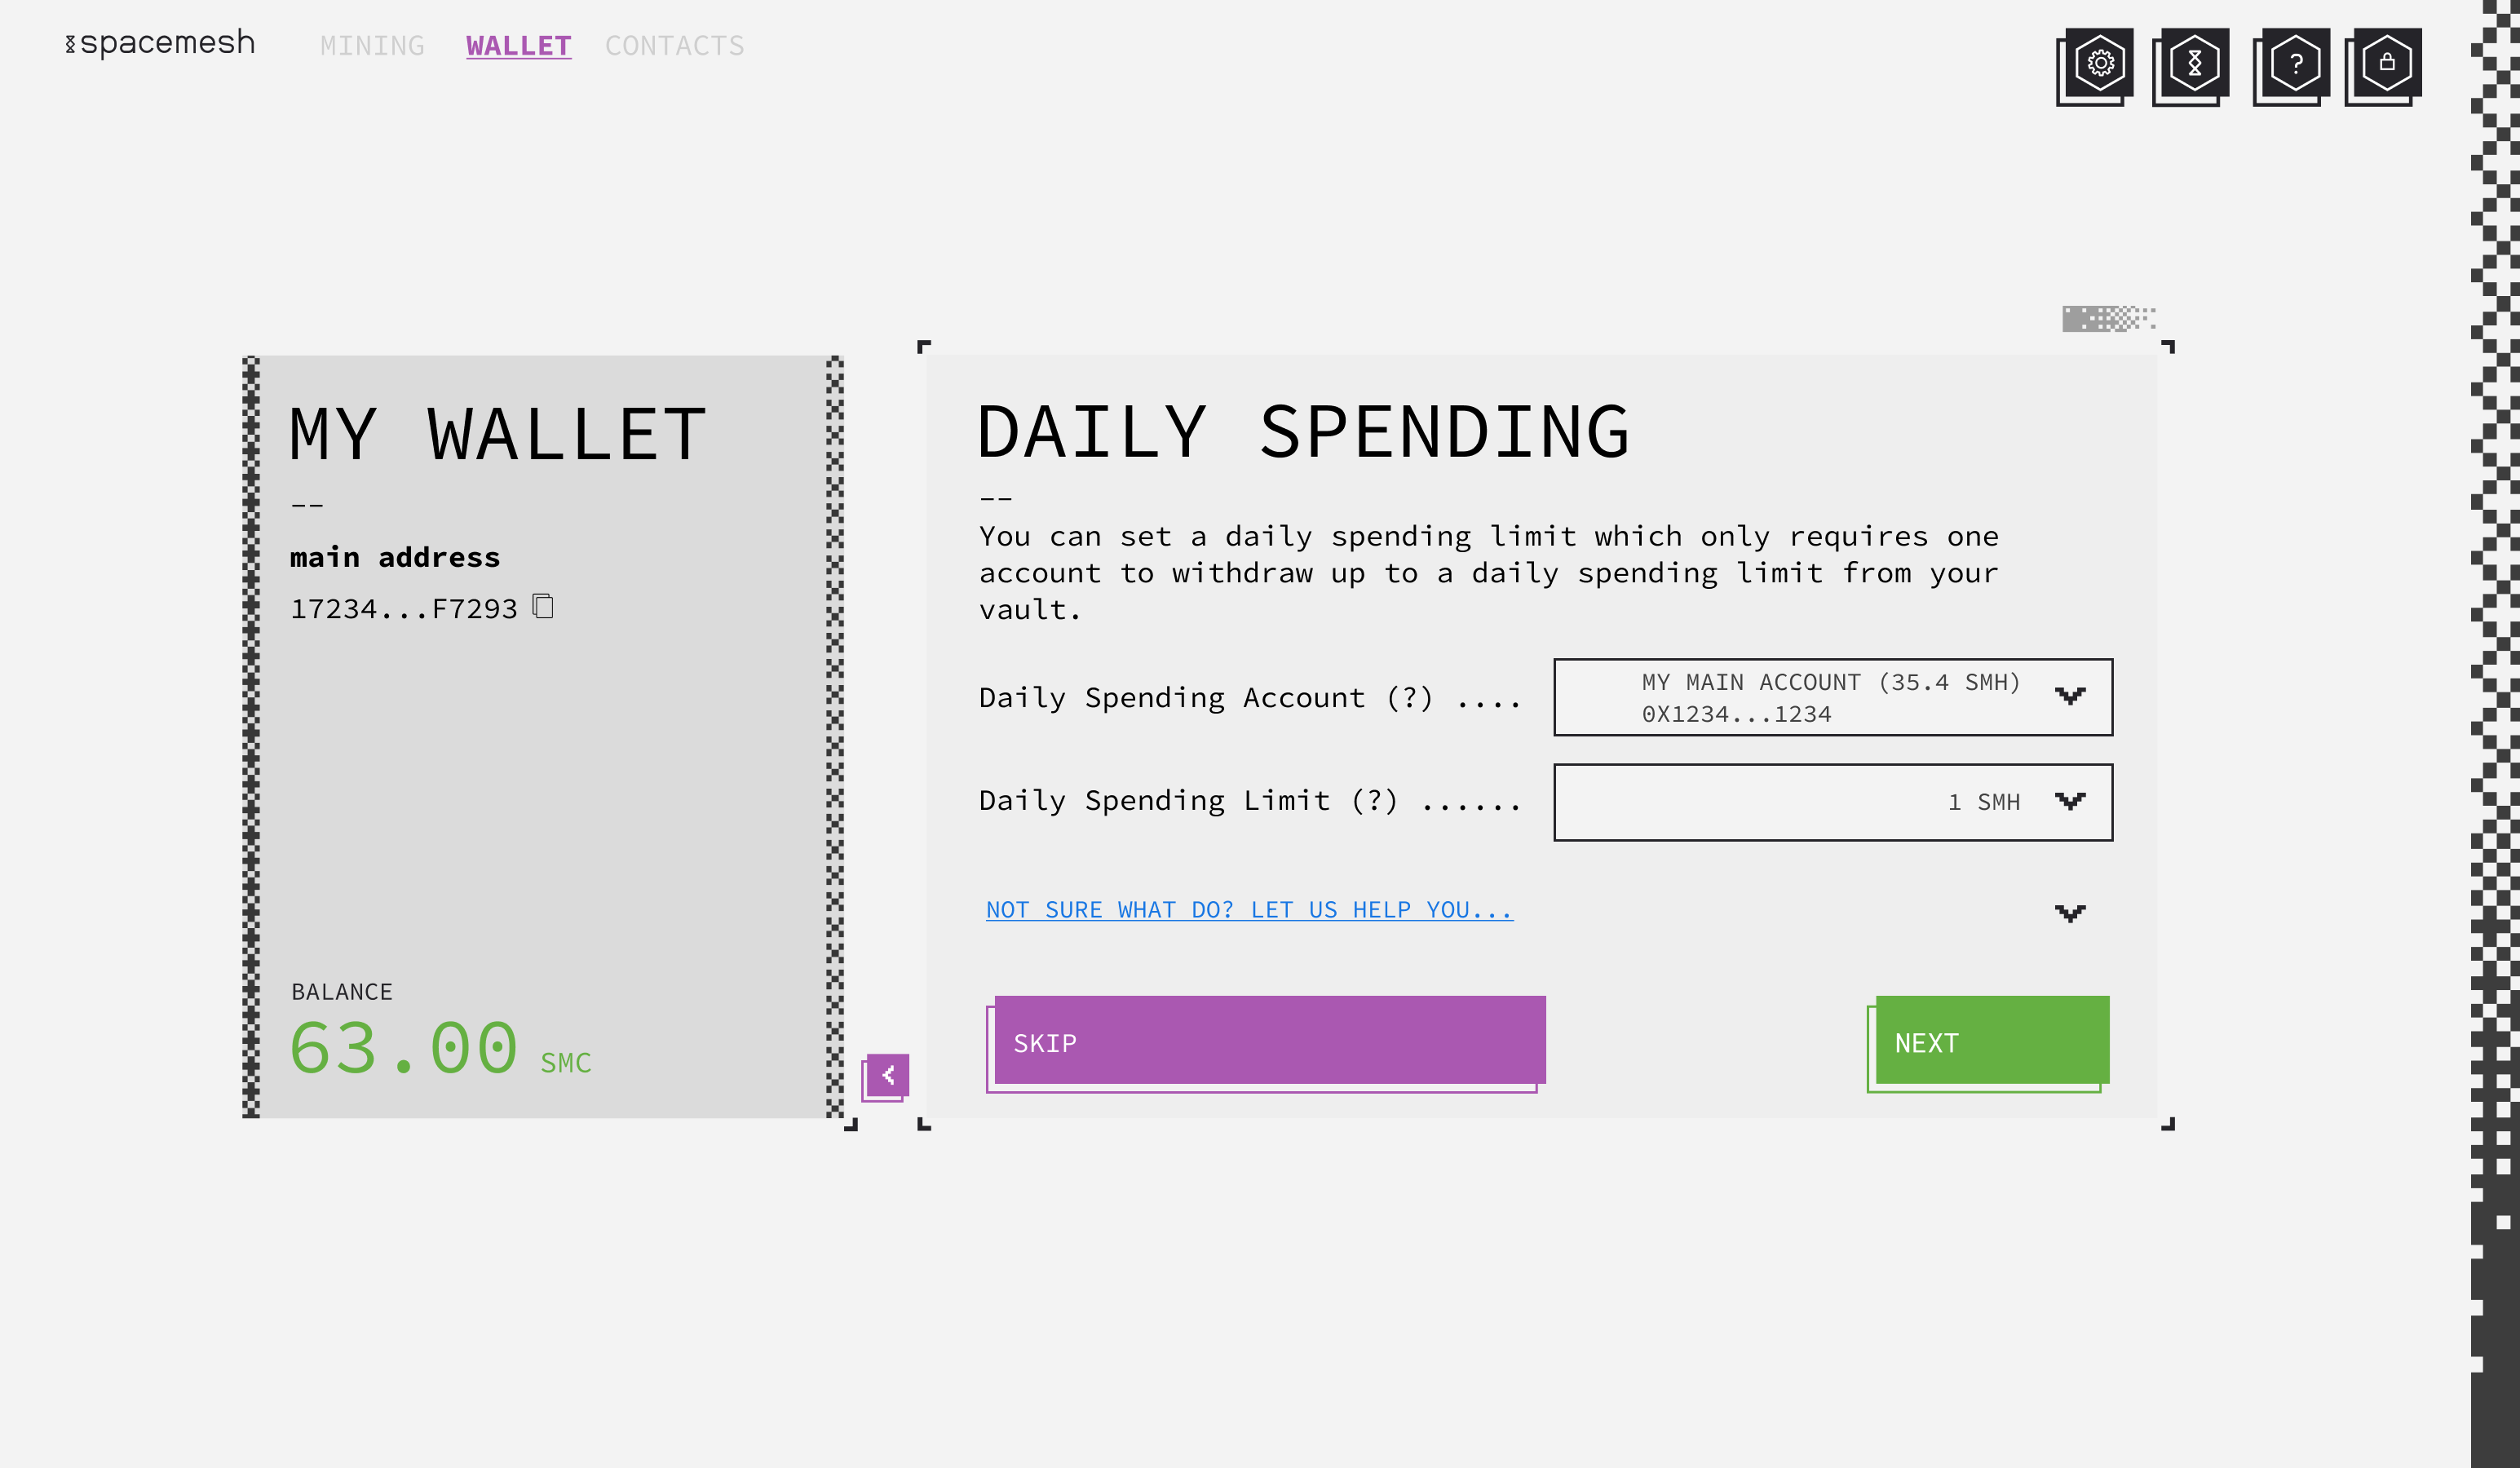 spacemesh
MINING WALLET CONTACTS
?
MY WALLET
--
main address
17234...F7293
BALANCE
63.00 SMC
DAILY SPENDING
--
You can set a daily spending limit which only requires one
account to withdraw up to a daily spending limit from your
vault.
Daily Spending Account (?) ....
MY MAIN ACCOUNT (35.4 SMH)
0X1234...1234
Daily Spending Limit (?) ......
1 SMH
NOT SURE WHAT DO? LET US HELP YOU...
SKIP
NEXT